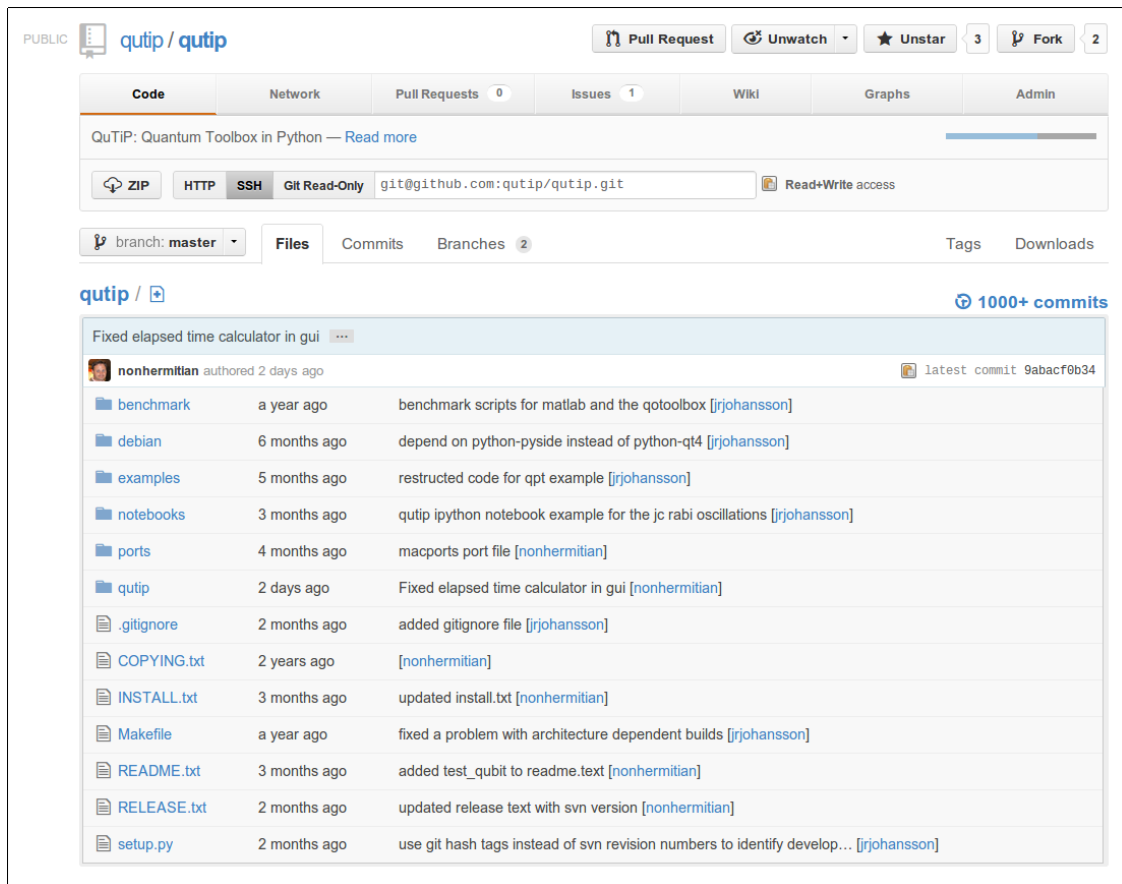 PUBLIC qutip / qutip Pull Request Unwatch Unstar 3 Fork 2
Code Network Pull Requests 0 Issues 1 Wiki Graphs Admin
QuTiP: Quantum Toolbox in Python — Read more
ZIP HTTP SSH Git Read-Only git@github.com:qutip/qutip.git Read+Write access
branch: master Files Commits Branches 2 Tags Downloads
qutip /
1000+ commits
Fixed elapsed time calculator in gui ...
nonhermitian authored 2 days ago latest commit 9abacf0b34
benchmark a year ago benchmark scripts for matlab and the qotoolbox [jrjohansson]
debian 6 months ago depend on python-pyside instead of python-qt4 [jrjohansson]
examples 5 months ago restructed code for qpt example [jrjohansson]
notebooks 3 months ago qutip ipython notebook example for the jc rabi oscillations [jrjohansson]
ports 4 months ago macports port file [nonhermitian]
qutip 2 days ago Fixed elapsed time calculator in gui [nonhermitian]
.gitignore 2 months ago added gitignore file [jrjohansson]
COPYING.txt 2 years ago [nonhermitian]
INSTALL.txt 3 months ago updated install.txt [nonhermitian]
Makefile a year ago fixed a problem with architecture dependent builds [jrjohansson]
README.txt 3 months ago added test_qubit to readme.text [nonhermitian]
RELEASE.txt 2 months ago updated release text with svn version [nonhermitian]
setup.py 2 months ago use git hash tags instead of svn revision numbers to identify develop... [jrjohansson]